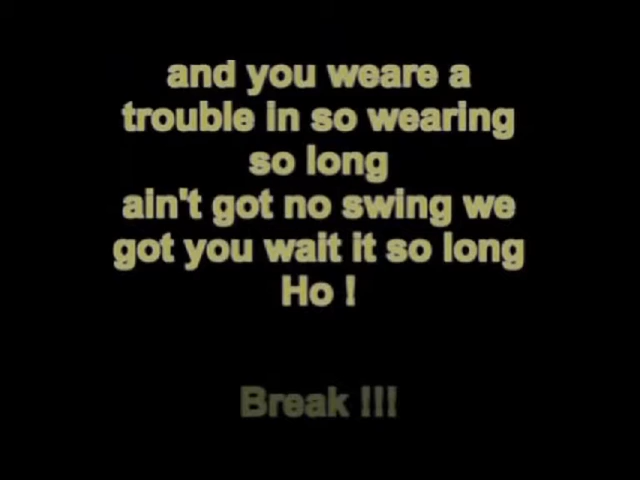 and you weare a
trouble in so wearing
so long
ain't got no swing we
got you wait it so long
Ho !
Break !!!